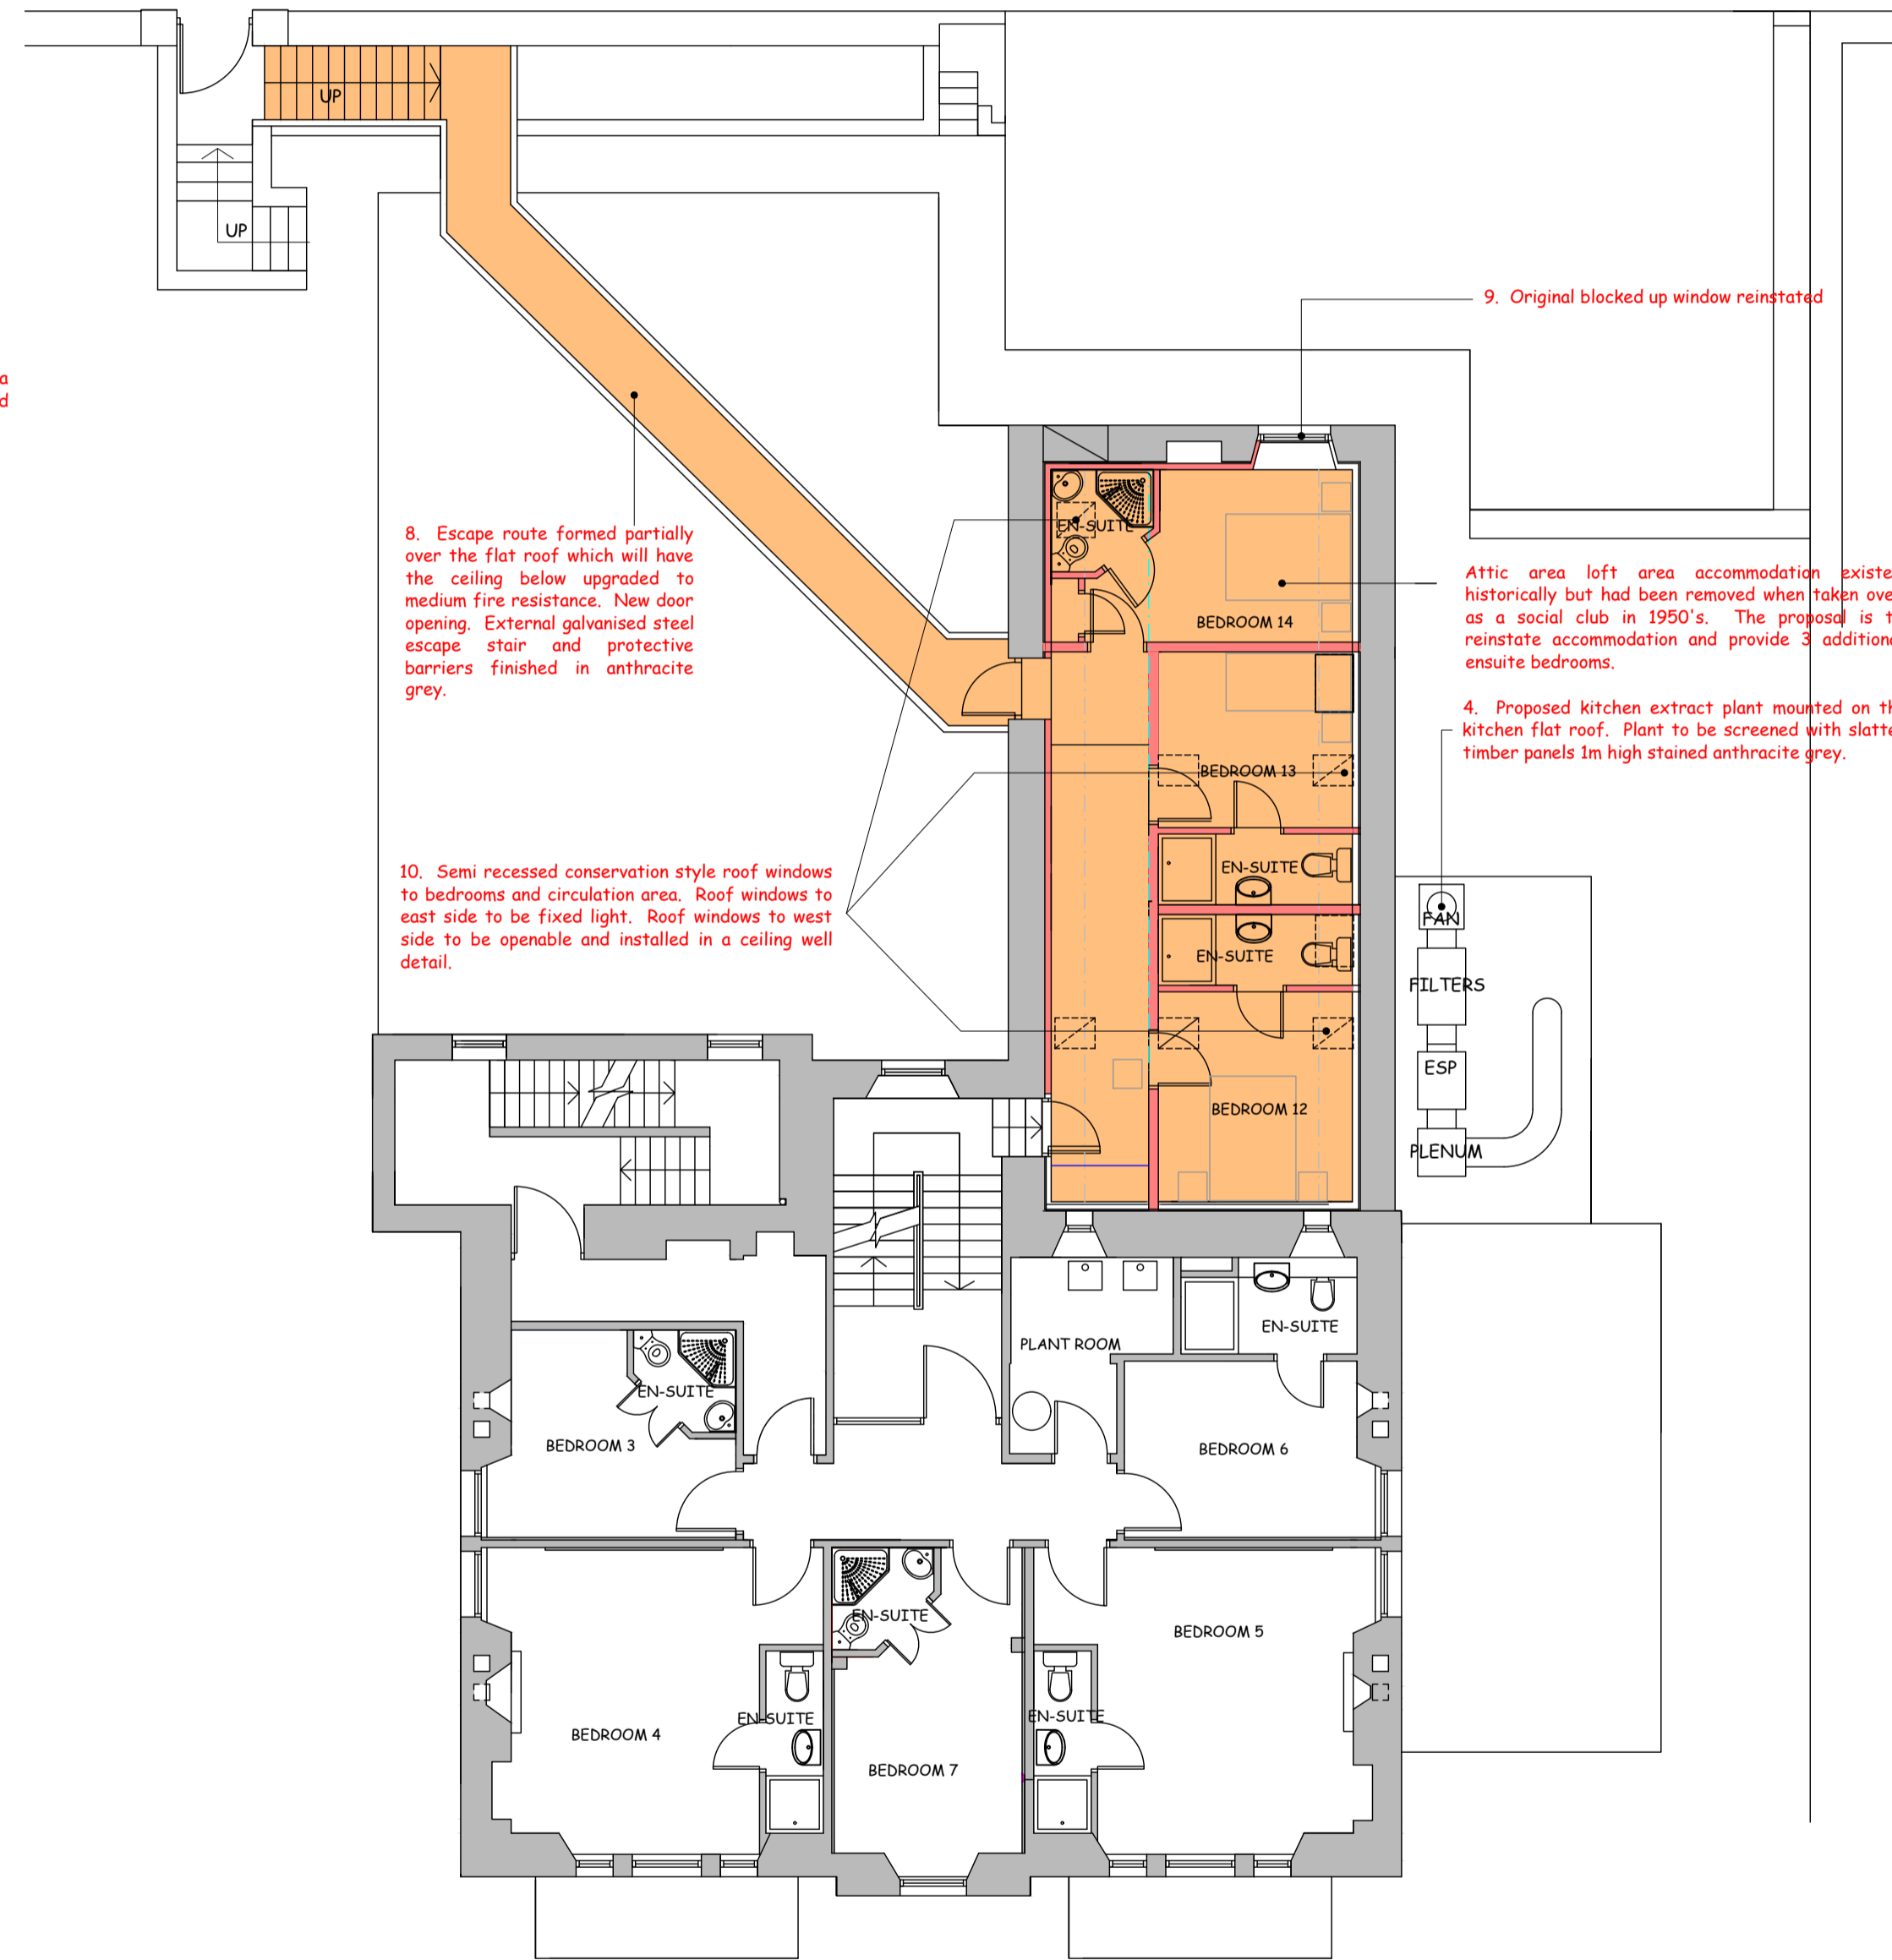 UP
UP
9. Original blocked up window reinstated
a
d
8. Escape route formed partially
over the flat roof which will have
the ceiling below upgraded to
medium fire resistance. New door
opening. External galvanised steel
escape stair and protective
barriers finished in anthracite
grey.
EN-SUITE
BEDROOM 14
Attic area loft area accommodation existe
historically but had been removed when taken ove
as a social club in 1950's. The proposal is t
reinstate accommodation and provide 3 additiona
ensuite bedrooms.
4. Proposed kitchen extract plant mounted on th
kitchen flat roof. Plant to be screened with slatte
timber panels 1m high stained anthracite grey.
BEDROOM 13
10. Semi recessed conservation style roof windows
to bedrooms and circulation area. Roof windows to
east side to be fixed light. Roof windows to west
side to be openable and installed in a ceiling well
detail.
EN-SUITE
EN-SUITE
FAN
FILTERS
ESP
PLENUM
BEDROOM 12
PLANT ROOM
EN-SUITE
EN-SUITE
BEDROOM 3
BEDROOM 6
EN-SUITE
BEDROOM 5
EN-SUITE
EN-SUITE
BEDROOM 4
BEDROOM 7